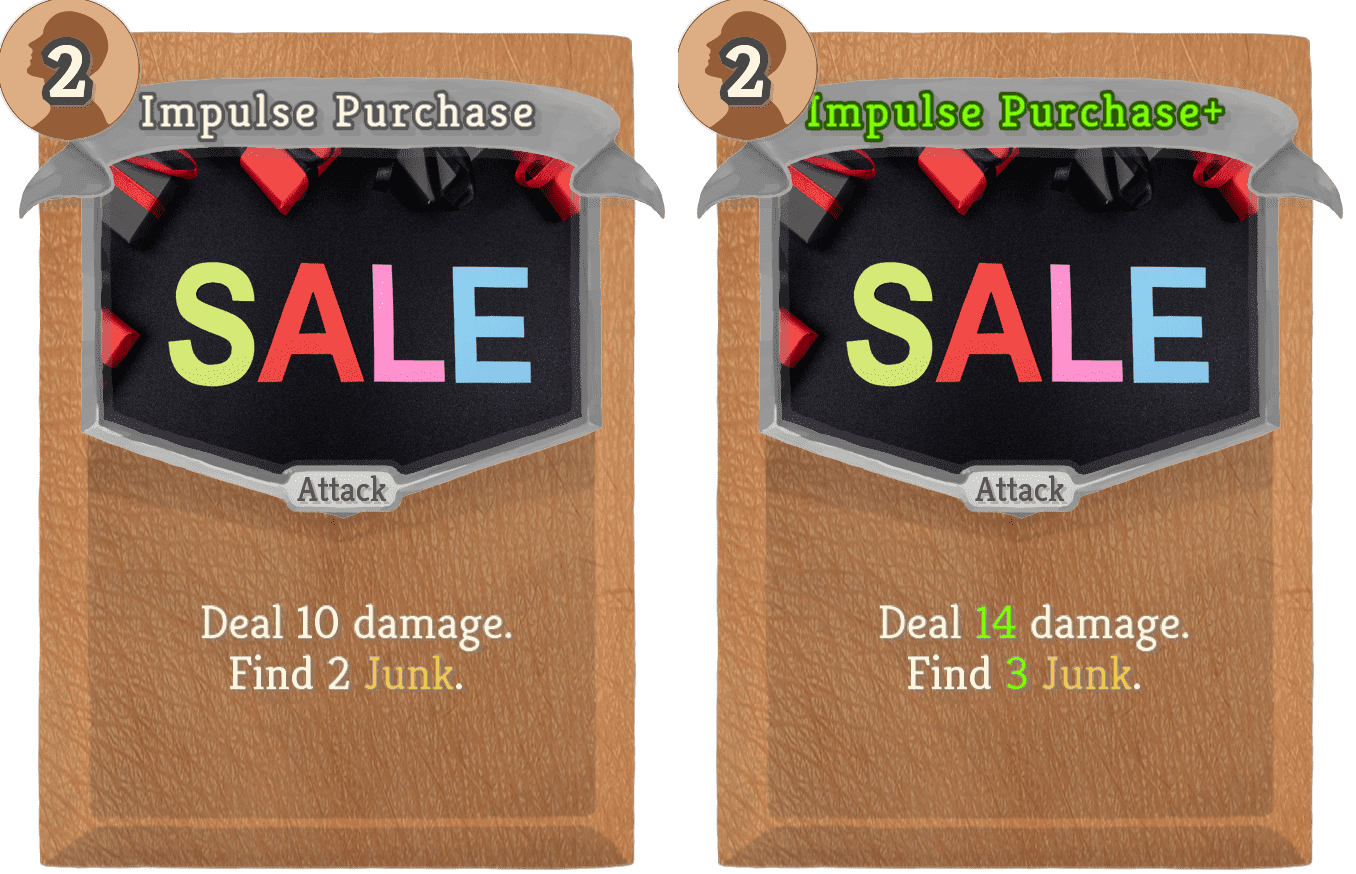 2
Impulse Purchase
SALE
Attack
Deal 10 damage.
Find 2 Junk.
2
Impulse Purchase+
SALE
Attack
Deal 14 damage.
Find 3 Junk.